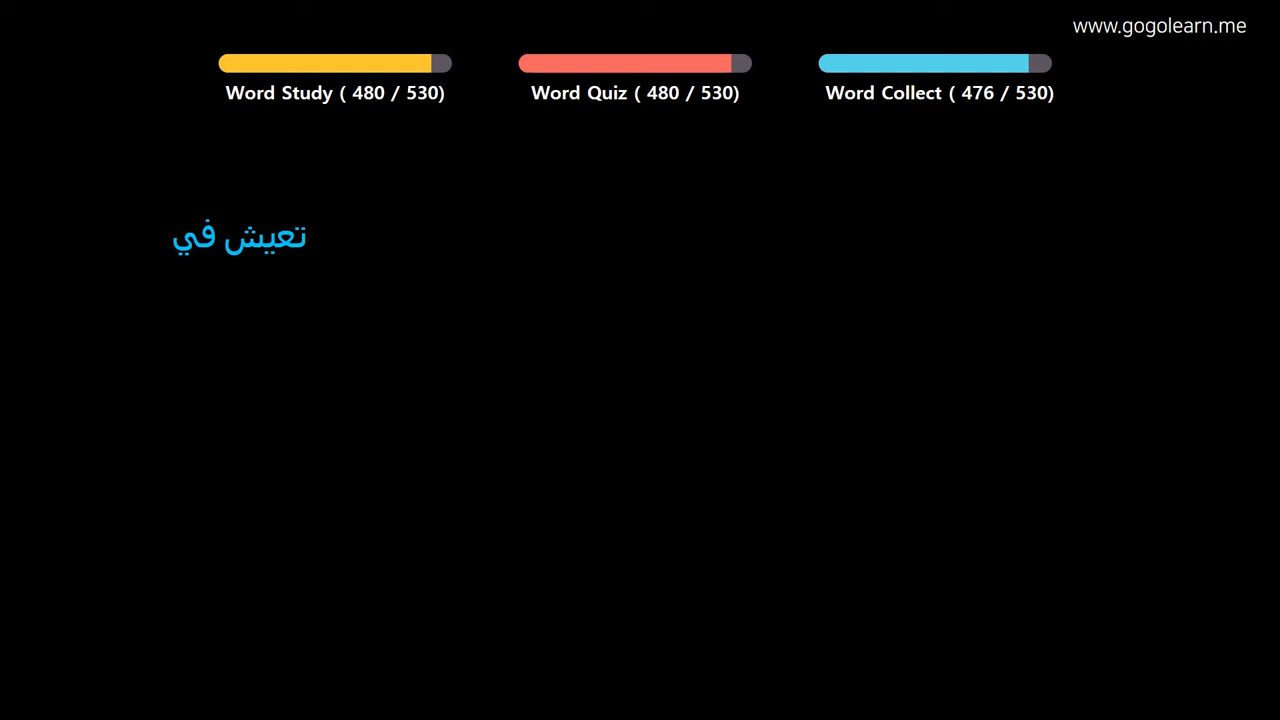 www.gogolearn.me
Word Study ( 480 / 530)
Word Quiz ( 480 / 530)
Word Collect ( 476 / 530)
تعيش في